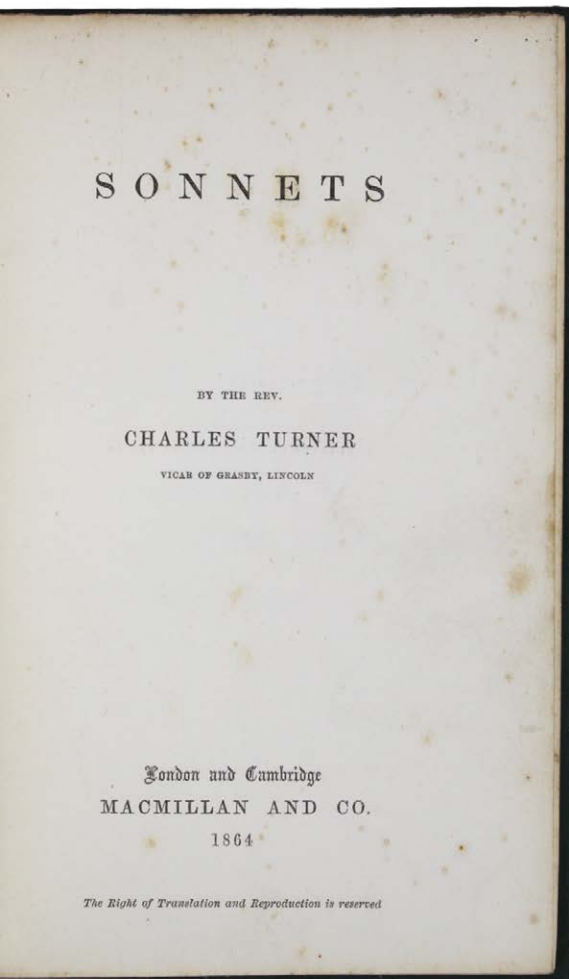 SONNETS
BY THE REV.
CHARLES TURNER
VICAR OF GRASBY, LINCOLN
London and Cambridge
MACMILLAN AND CO.
1864
The Right of Translation and Reproduction is reserved